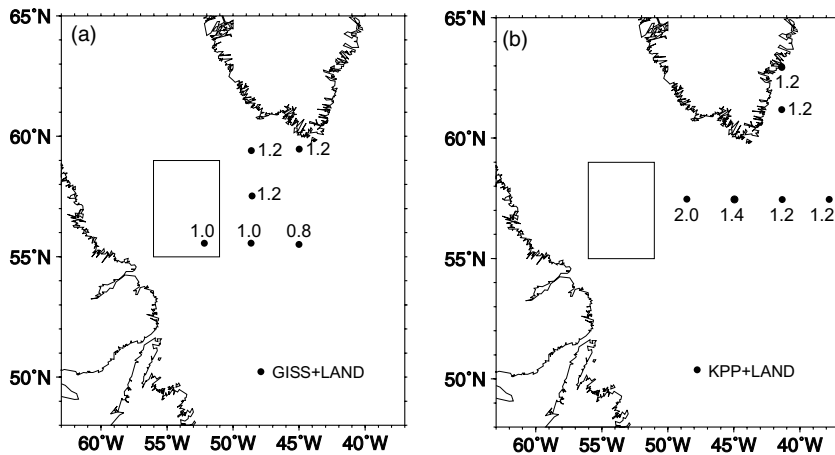 (a)
65°N
60°N
55°N
50°N
60°W 55°W 50°W 45°W 40°W
1.2 1.2
1.2
1.0 1.0 0.8
GISS+LAND
(b)
65°N
60°N
55°N
50°N
60°W 55°W 50°W 45°W 40°W
1.2
1.2
2.0 1.4 1.2 1.2
KPP+LAND